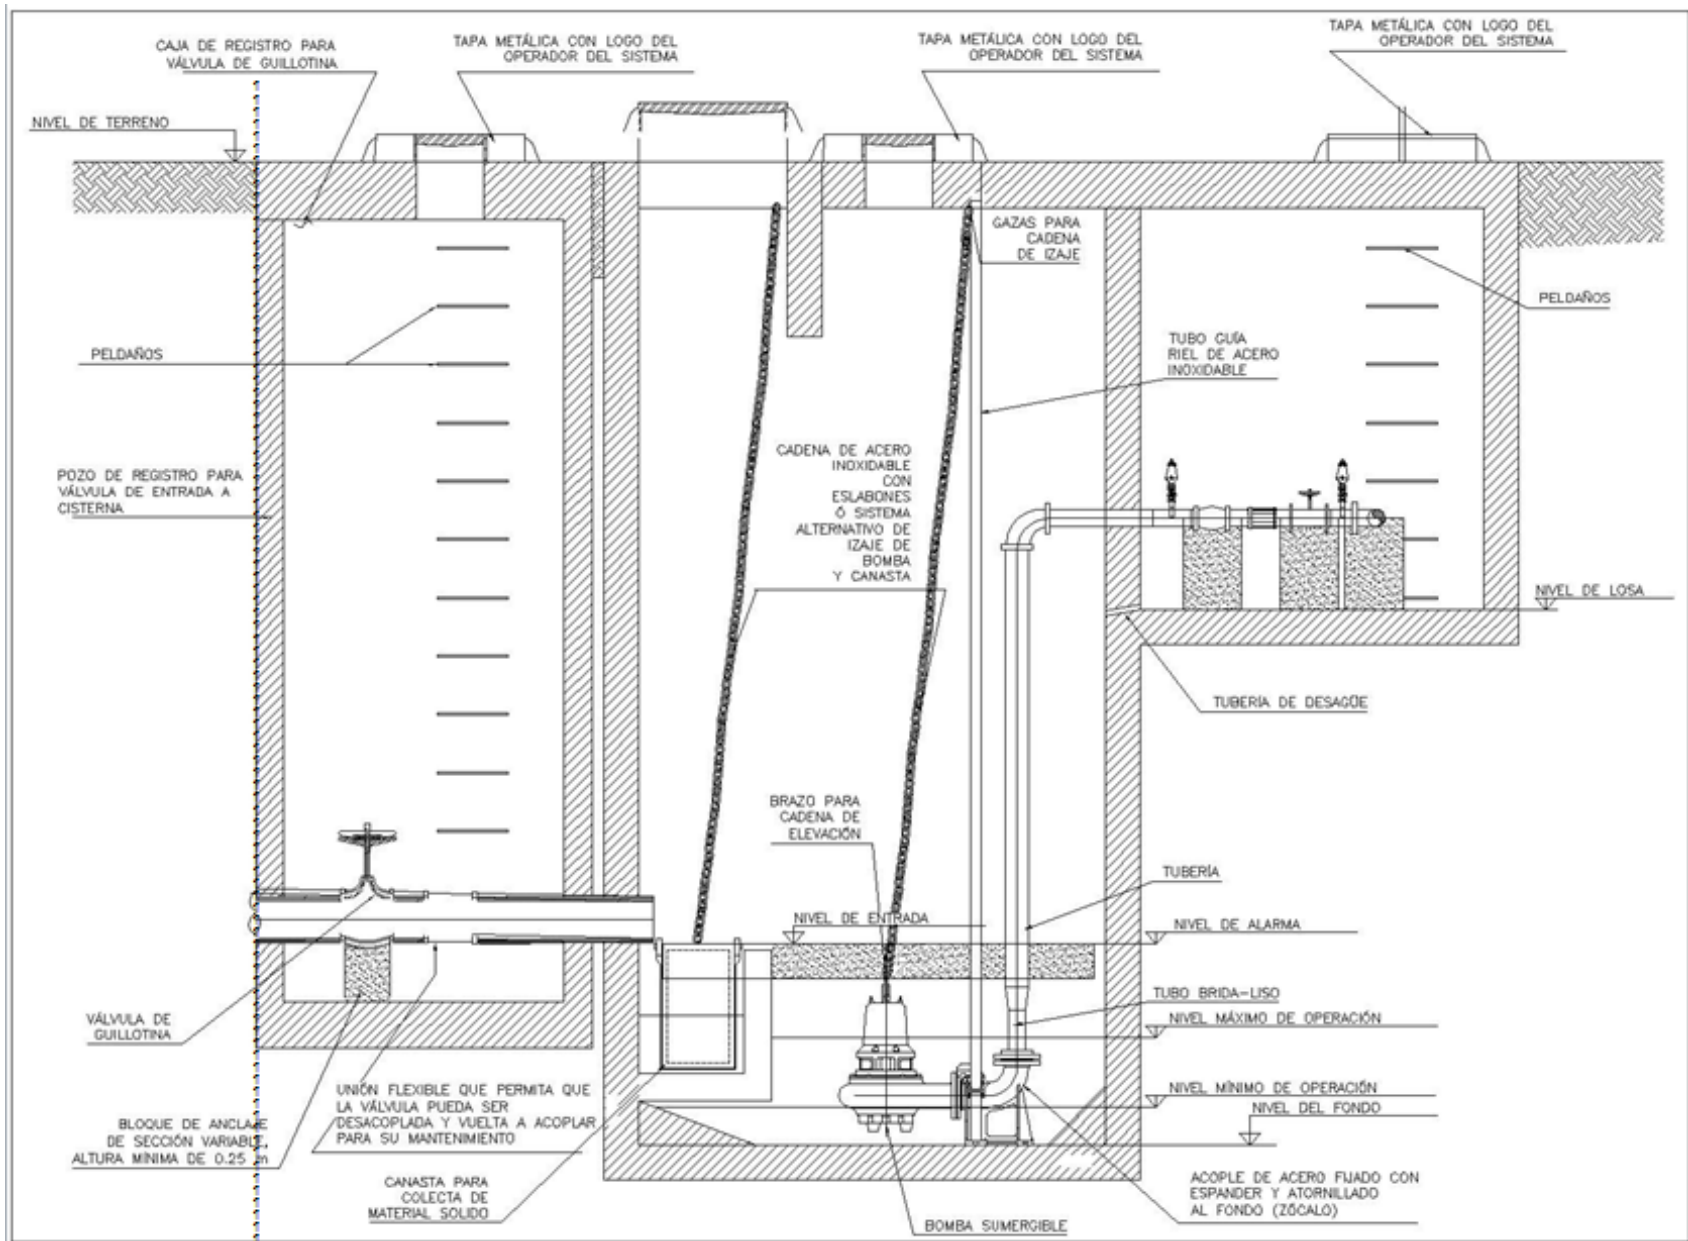 CAJA DE REGISTRO PARA
VÁLVULA DE GUILLOTINA
TAPA METÁLICA CON LOGO DEL
OPERADOR DEL SISTEMA
TAPA METÁLICA CON LOGO DEL
OPERADOR DEL SISTEMA
TAPA METÁLICA CON LOGO DEL
OPERADOR DEL SISTEMA
NIVEL DE TERRENO
GAZAS PARA
CADENA
DE IZAJE
PELDAÑOS
TUBO GUÍA
RIEL DE ACERO
INOXIDABLE
PELDAÑOS
CADENA DE ACERO
INOXIDABLE
CON
ESLABONES
Ó SISTEMA
ALTERNATIVO DE
IZAJE DE
BOMBA
Y CANASTA
POZO DE REGISTRO PARA
VÁLVULA DE ENTRADA A
CISTERNA
NIVEL DE LOSA
TUBERÍA DE DESAGÜE
BRAZO PARA
CADENA DE
ELEVACIÓN
TUBERÍA
NIVEL DE ENTRADA
NIVEL DE ALARMA
TUBO BRIDA-LISO
NIVEL MÁXIMO DE OPERACIÓN
VÁLVULA DE
GUILLOTINA
NIVEL MÍNIMO DE OPERACIÓN
NIVEL DEL FONDO
UNIÓN FLEXIBLE QUE PERMITA QUE
LA VÁLVULA PUEDA SER
DESACOPLADA Y VUELTA A ACOPLAR
PARA SU MANTENIMIENTO
BLOQUE DE ANCLAJE
DE SECCIÓN VARIABLE,
ALTURA MÍNIMA DE 0.25 m
CANASTA PARA
COLECTA DE
MATERIAL SOLIDO
ACOPLE DE ACERO FIJADO CON
ESPANDER Y ATORNILLADO
AL FONDO (ZÓCALO)
BOMBA SUMERGIBLE